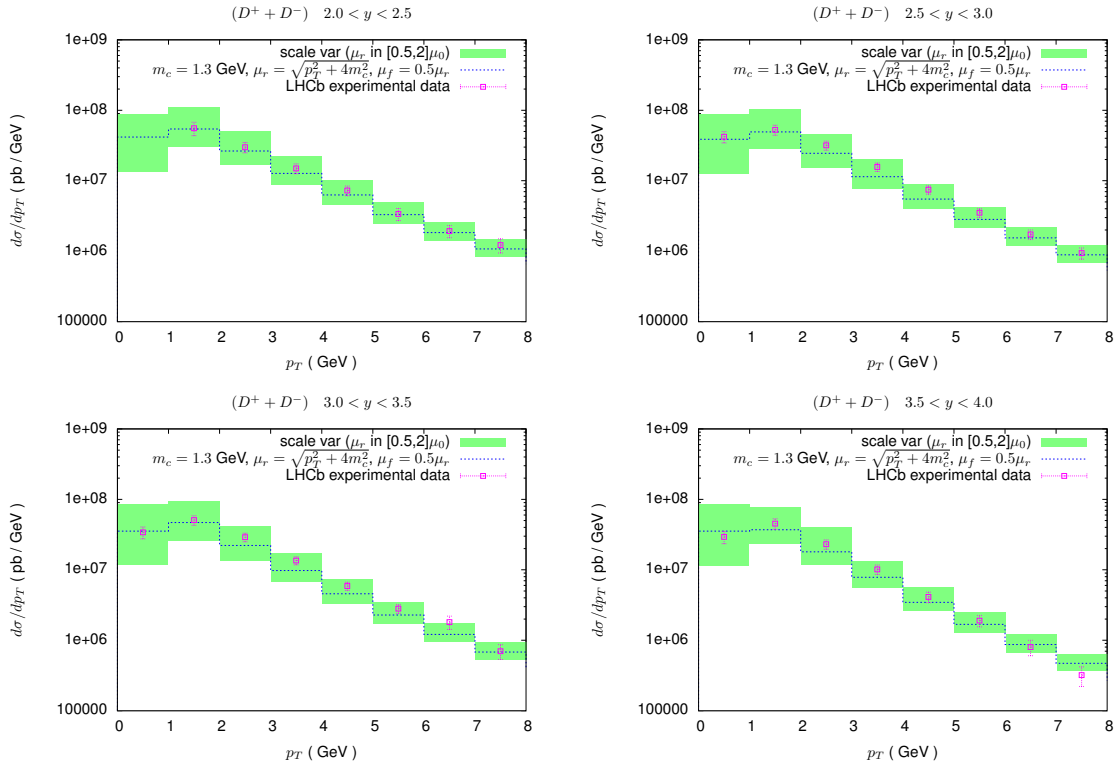 (D⁺ + D⁻) 2.0 < y < 2.5
1e+09
1e+08
1e+07
1e+06
100000
dσ/dp_T ( pb / GeV )
scale var (μ_r in [0.5,2]μ_0)
m_c = 1.3 GeV, μ_r = √(p_T² + 4m_c²), μ_f = 0.5μ_r
LHCb experimental data
0 1 2 3 4 5 6 7 8
p_T ( GeV )
(D⁺ + D⁻) 2.5 < y < 3.0
1e+09
1e+08
1e+07
1e+06
100000
dσ/dp_T ( pb / GeV )
scale var (μ_r in [0.5,2]μ_0)
m_c = 1.3 GeV, μ_r = √(p_T² + 4m_c²), μ_f = 0.5μ_r
LHCb experimental data
0 1 2 3 4 5 6 7 8
p_T ( GeV )
(D⁺ + D⁻) 3.0 < y < 3.5
1e+09
1e+08
1e+07
1e+06
100000
dσ/dp_T ( pb / GeV )
scale var (μ_r in [0.5,2]μ_0)
m_c = 1.3 GeV, μ_r = √(p_T² + 4m_c²), μ_f = 0.5μ_r
LHCb experimental data
0 1 2 3 4 5 6 7 8
p_T ( GeV )
(D⁺ + D⁻) 3.5 < y < 4.0
1e+09
1e+08
1e+07
1e+06
100000
dσ/dp_T ( pb / GeV )
scale var (μ_r in [0.5,2]μ_0)
m_c = 1.3 GeV, μ_r = √(p_T² + 4m_c²), μ_f = 0.5μ_r
LHCb experimental data
0 1 2 3 4 5 6 7 8
p_T ( GeV )